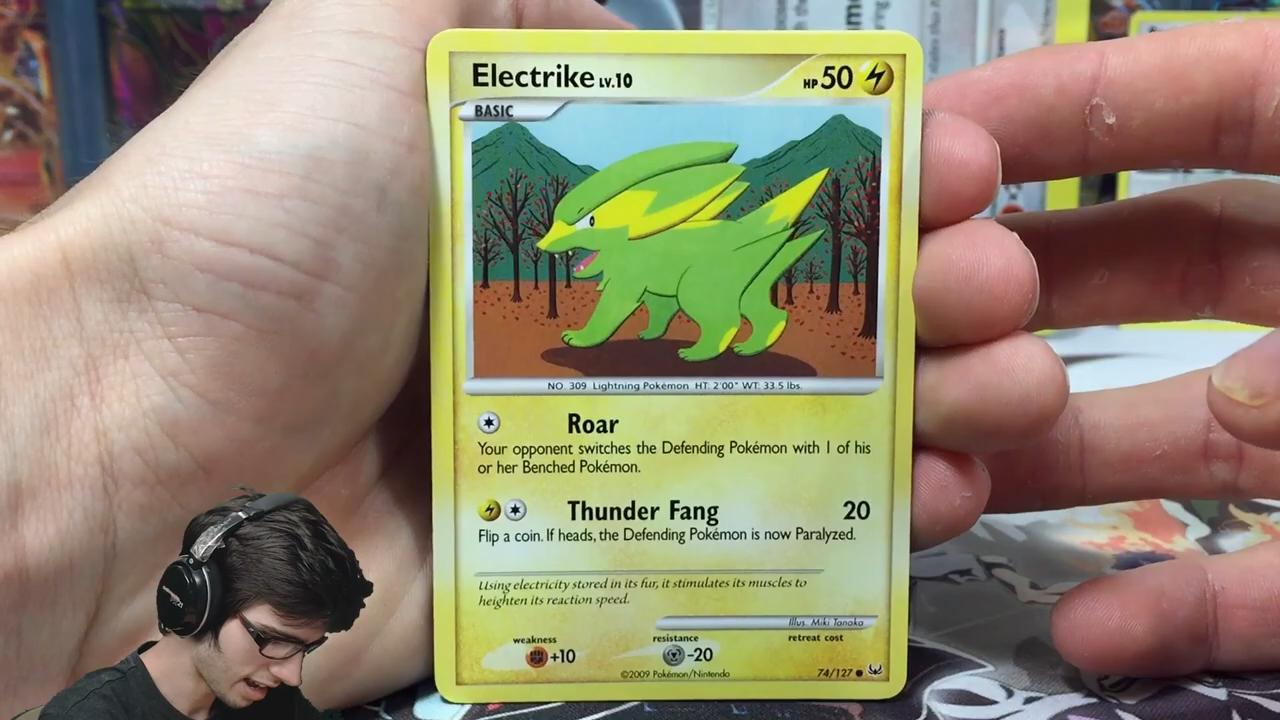 Electrike LV.10 HP 50
BASIC
NO. 309 Lightning Pokémon HT: 2'00" WT: 33.5 lbs.
Roar
Your opponent switches the Defending Pokémon with 1 of his
or her Benched Pokémon.
Thunder Fang 20
Flip a coin. If heads, the Defending Pokémon is now Paralyzed.
Using electricity stored in its fur, it stimulates its muscles to
heighten its reaction speed.
Illus. Miki Tanaka
weakness resistance retreat cost
+10 -20
©2009 Pokémon/Nintendo 74/127